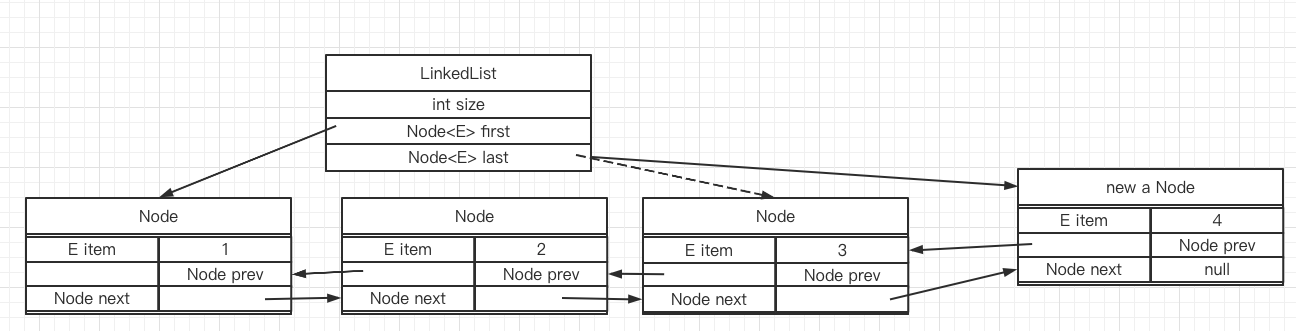 LinkedList
int size
Node<E> first
Node<E> last
Node
E item 1
Node prev
Node next
Node
E item 2
Node prev
Node next
Node
E item 3
Node prev
Node next
new a Node
E item 4
Node prev
Node next null